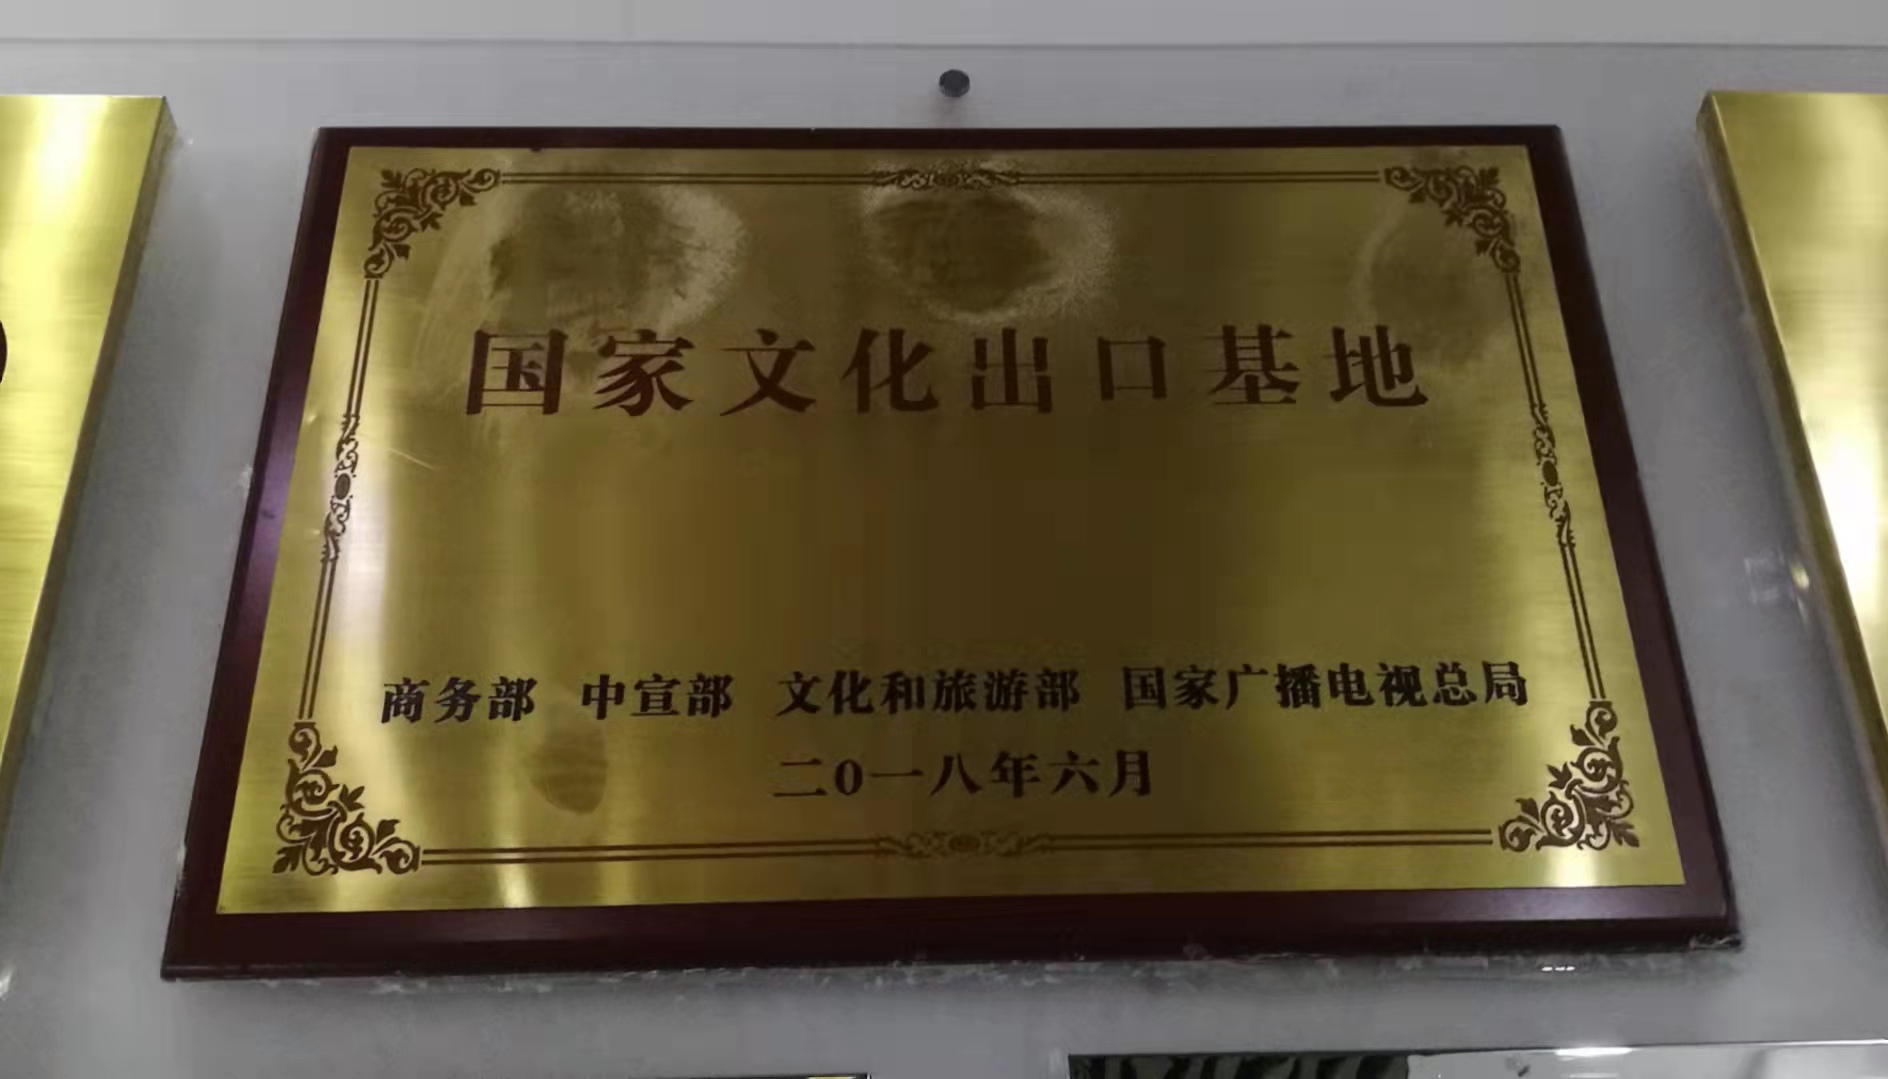 国家文化出口基地
商务部 中宣部 文化和旅游部 国家广播电视总局
二0一八年六月